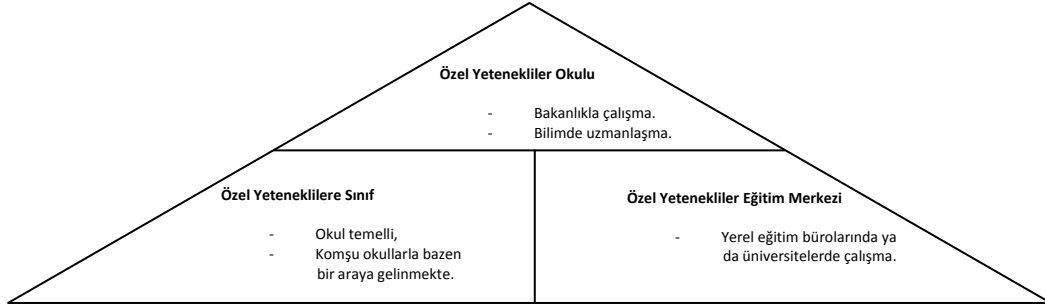 Özel Yetenekliler Okulu
- Bakanlıkla çalışma.
- Bilimde uzmanlaşma.
Özel Yeteneklilere Sınıf
- Okul temelli,
- Komşu okullarla bazen
bir araya gelinmekte.
Özel Yetenekliler Eğitim Merkezi
- Yerel eğitim bürolarında ya
da üniversitelerde çalışma.